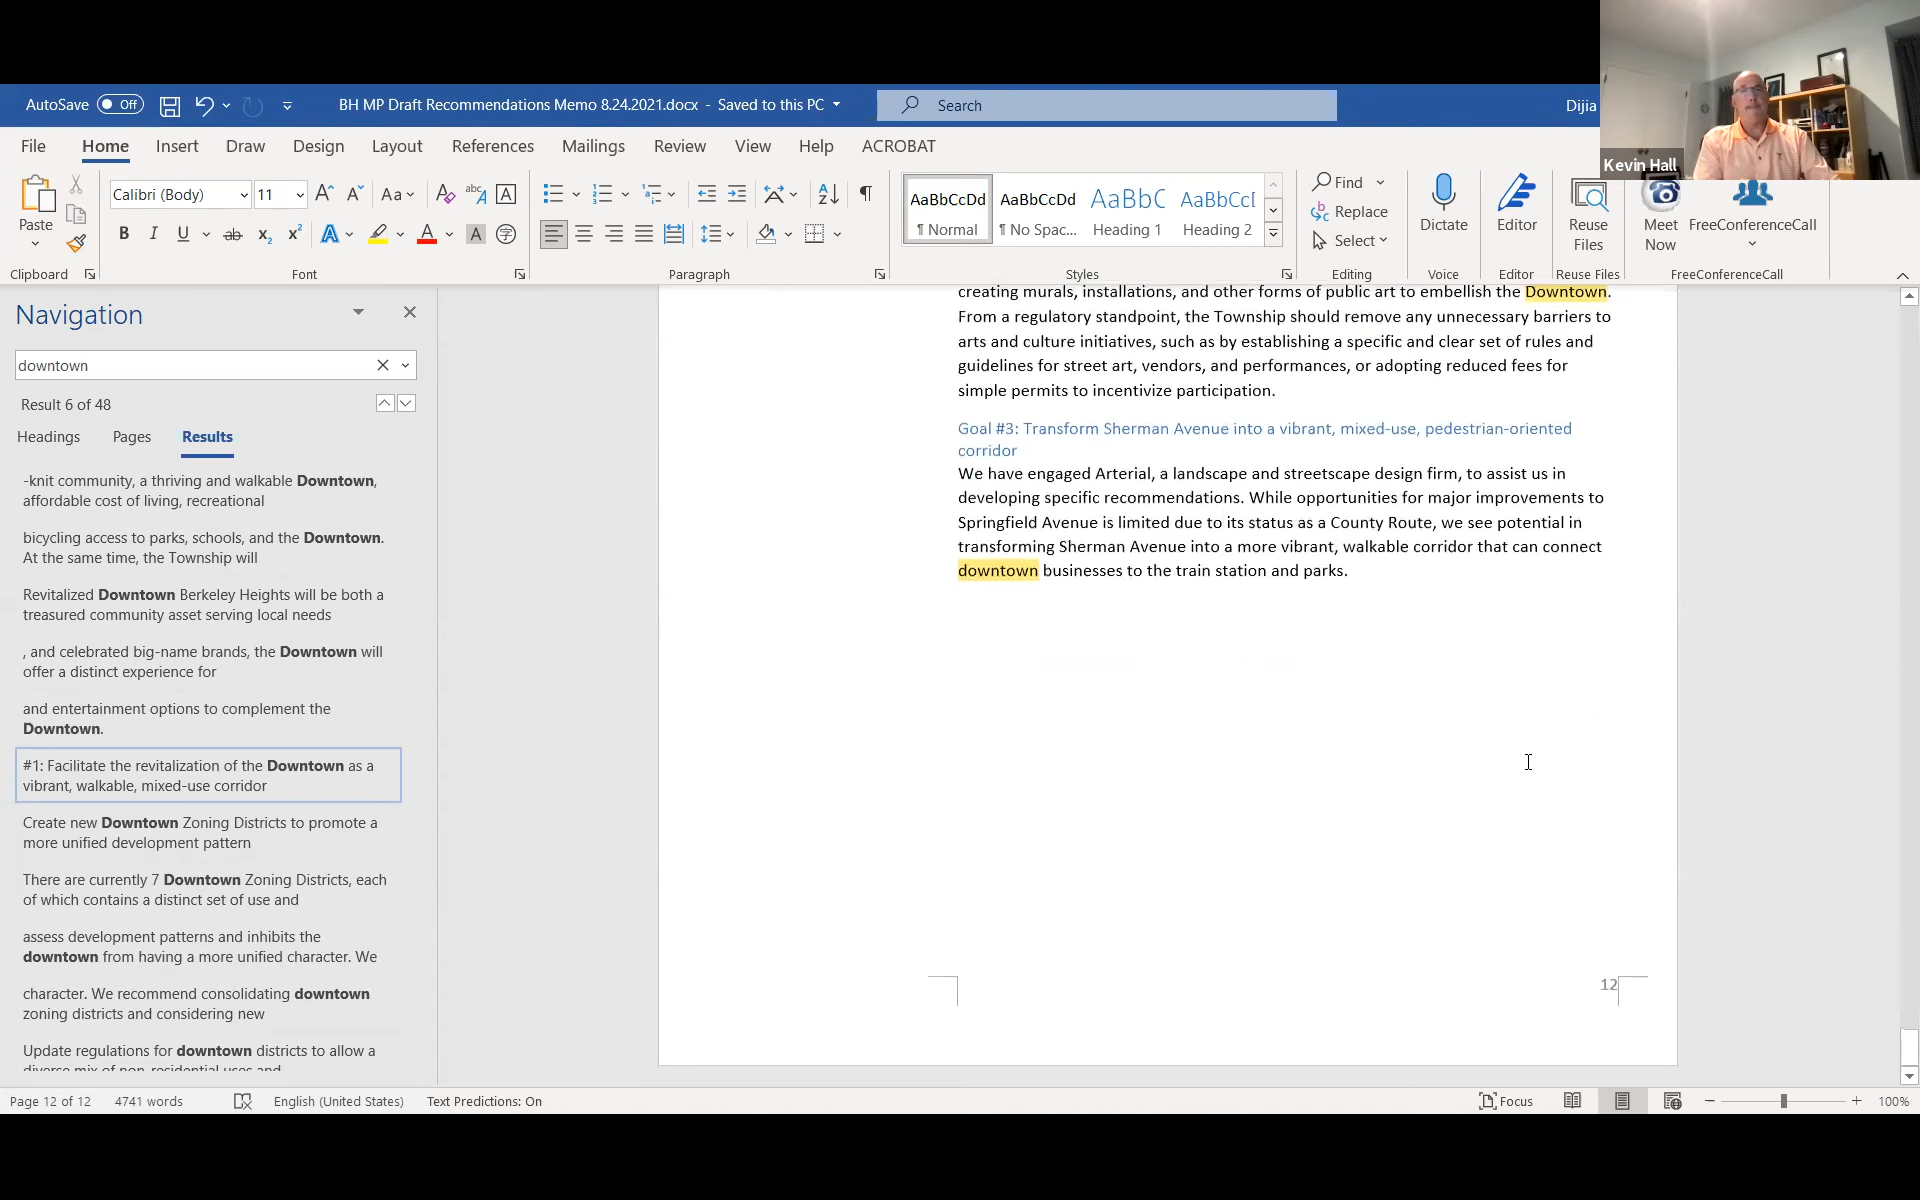 AutoSave Off
BH MP Draft Recommendations Memo 8.24.2021.docx - Saved to this PC
Search
Dijia
Kevin Hall
File Home Insert Draw Design Layout References Mailings Review View Help ACROBAT
Paste
Calibri (Body) 11
Aa
Clipboard Font Paragraph
AaBbCcDd AaBbCcDd AaBbC AaBbCcD
¶ Normal ¶ No Spac... Heading 1 Heading 2
Styles
Find
Replace
Select
Editing
Dictate
Voice
Editor
Editor
Reuse
Files
Reuse Files
Meet
Now
FreeConferenceCall
FreeConferenceCall
Navigation
downtown
Result 6 of 48
Headings Pages Results
-knit community, a thriving and walkable Downtown,
affordable cost of living, recreational
bicycling access to parks, schools, and the Downtown.
At the same time, the Township will
Revitalized Downtown Berkeley Heights will be both a
treasured community asset serving local needs
, and celebrated big-name brands, the Downtown will
offer a distinct experience for
and entertainment options to complement the
Downtown.
#1: Facilitate the revitalization of the Downtown as a
vibrant, walkable, mixed-use corridor
Create new Downtown Zoning Districts to promote a
more unified development pattern
There are currently 7 Downtown Zoning Districts, each
of which contains a distinct set of use and
assess development patterns and inhibits the
downtown from having a more unified character. We
character. We recommend consolidating downtown
zoning districts and considering new
Update regulations for downtown districts to allow a
diverse mix of non-residential uses and
creating murals, installations, and other forms of public art to embellish the Downtown.
From a regulatory standpoint, the Township should remove any unnecessary barriers to
arts and culture initiatives, such as by establishing a specific and clear set of rules and
guidelines for street art, vendors, and performances, or adopting reduced fees for
simple permits to incentivize participation.
Goal #3: Transform Sherman Avenue into a vibrant, mixed-use, pedestrian-oriented
corridor
We have engaged Arterial, a landscape and streetscape design firm, to assist us in
developing specific recommendations. While opportunities for major improvements to
Springfield Avenue is limited due to its status as a County Route, we see potential in
transforming Sherman Avenue into a more vibrant, walkable corridor that can connect
downtown businesses to the train station and parks.
12
Page 12 of 12 4741 words English (United States) Text Predictions: On
Focus
100%